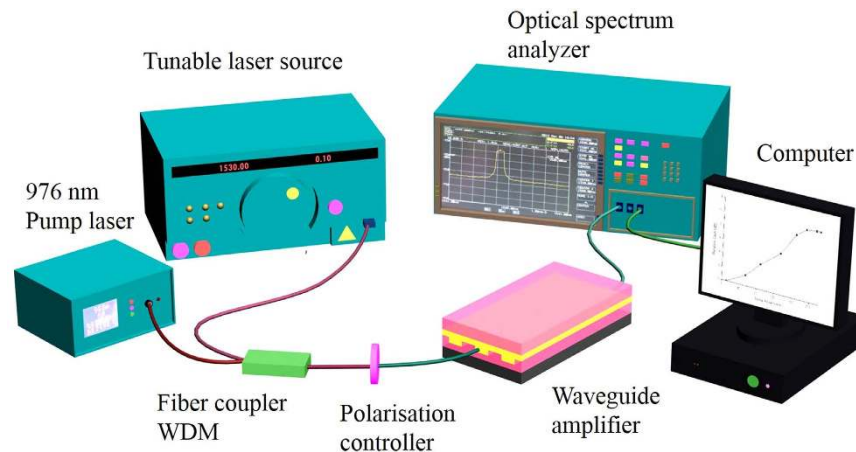 Optical spectrum
analyzer
Tunable laser source
1530.00 0.10
Computer
976 nm
Pump laser
Fiber coupler
WDM
Polarisation
controller
Waveguide
amplifier